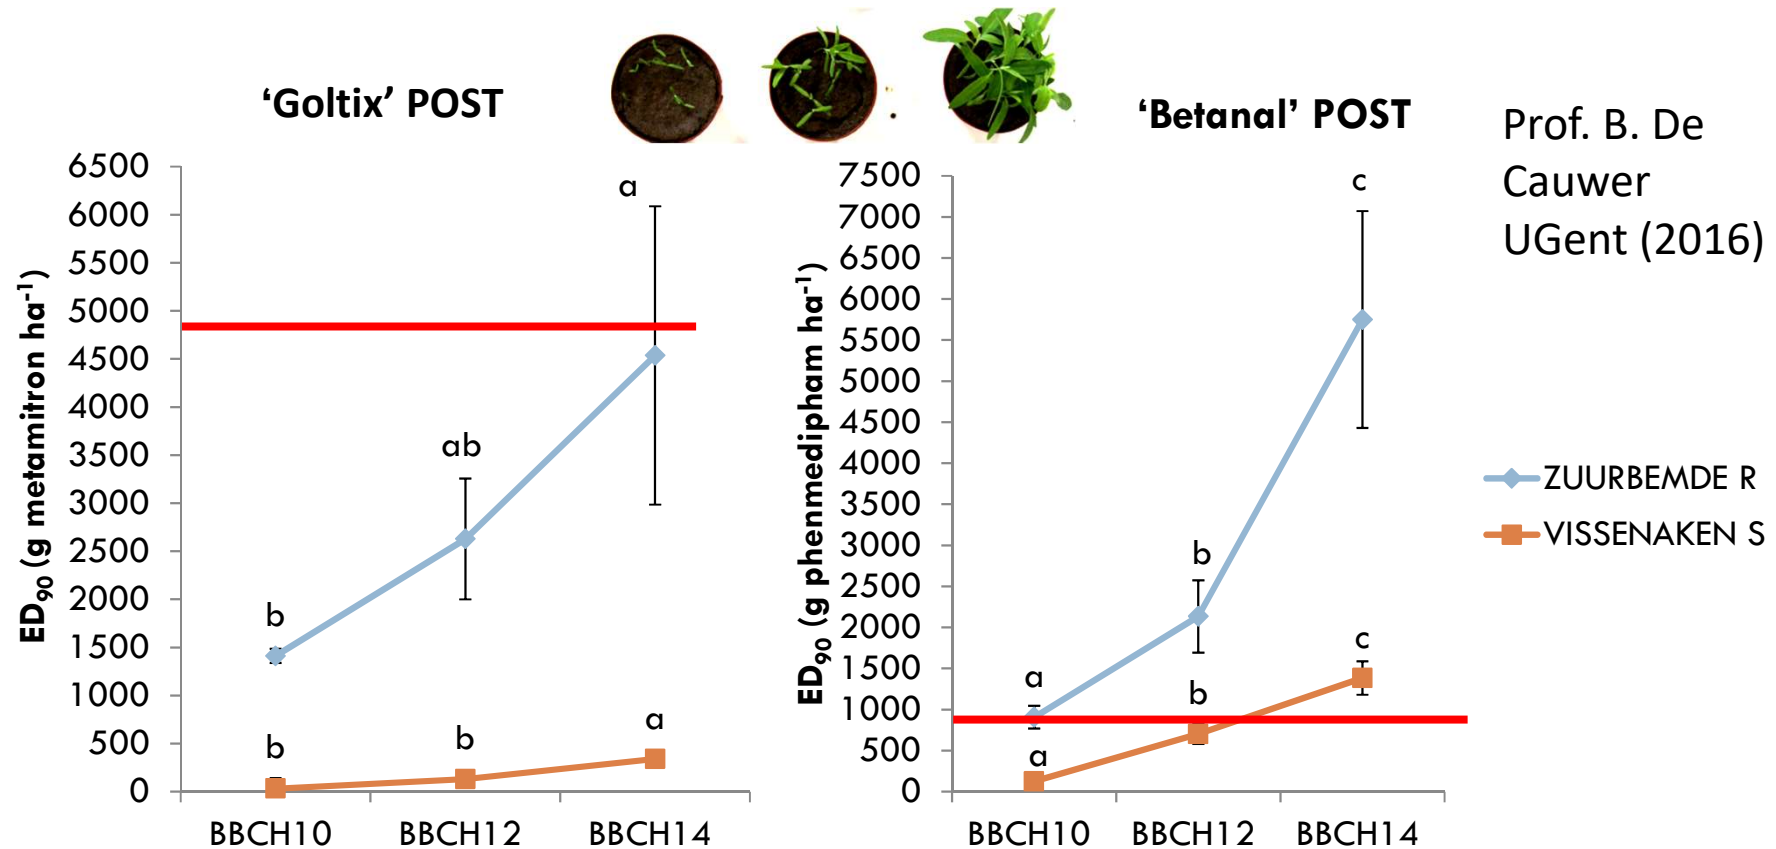 ‘Goltix’ POST
6500
6000
5500
5000
4500
4000
3500
3000
2500
2000
1500
1000
500
0
ED90 (g metamitron ha-1)
a
ab
b
b
b
a
BBCH10 BBCH12 BBCH14
‘Betanal’ POST
7500
7000
6500
6000
5500
5000
4500
4000
3500
3000
2500
2000
1500
1000
500
0
ED90 (g phenmedipham ha-1)
c
b
a
c
b
a
BBCH10 BBCH12 BBCH14
Prof. B. De
Cauwer
UGent (2016)
ZUURBEMDE R
VISSENAKEN S